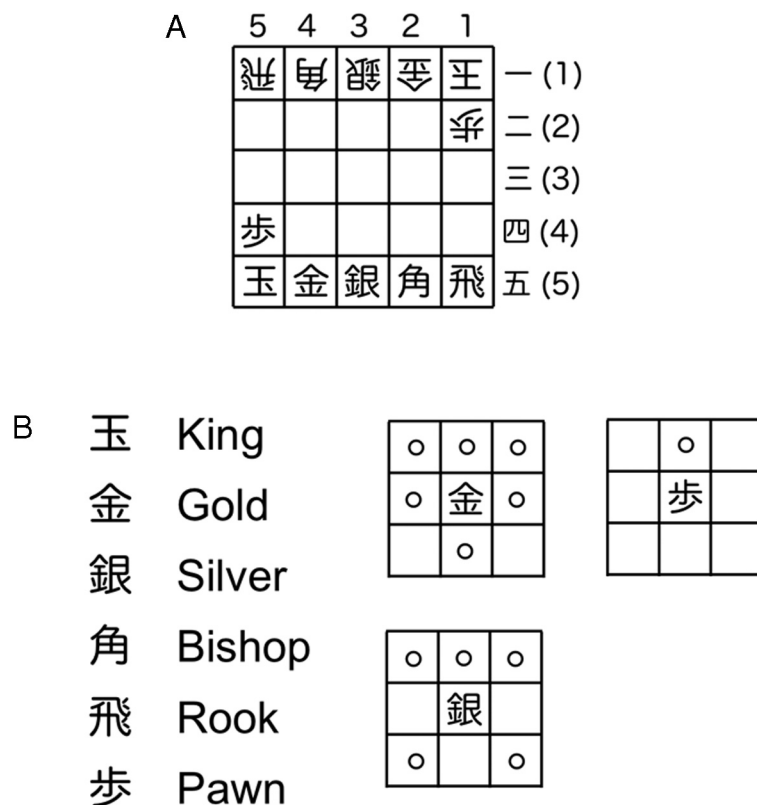 A
5 4 3 2 1
飛 角 銀 金 王 一 (1)
歩 二 (2)
三 (3)
歩 四 (4)
玉 金 銀 角 飛 五 (5)
B
玉 King
金 Gold
銀 Silver
角 Bishop
飛 Rook
歩 Pawn
金
歩
銀